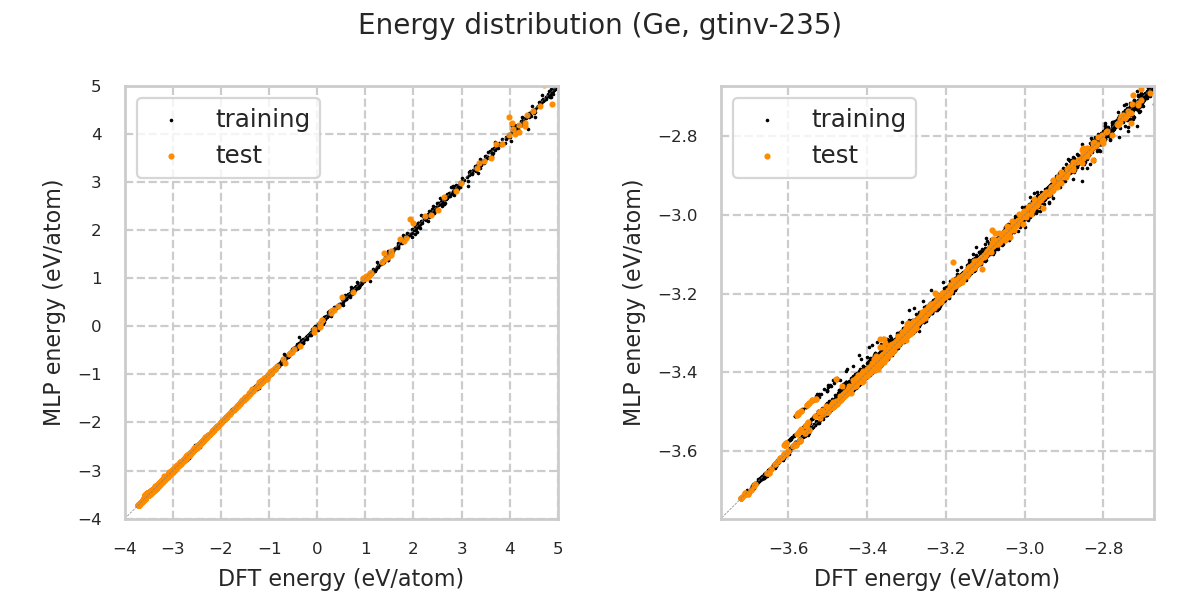 Energy distribution (Ge, gtinv-235)
training
test
5
4
3
2
1
0
−1
−2
−3
−4
MLP energy (eV/atom)
−4 −3 −2 −1 0 1 2 3 4 5
DFT energy (eV/atom)
training
test
−2.8
−3.0
−3.2
−3.4
−3.6
MLP energy (eV/atom)
−3.6 −3.4 −3.2 −3.0 −2.8
DFT energy (eV/atom)